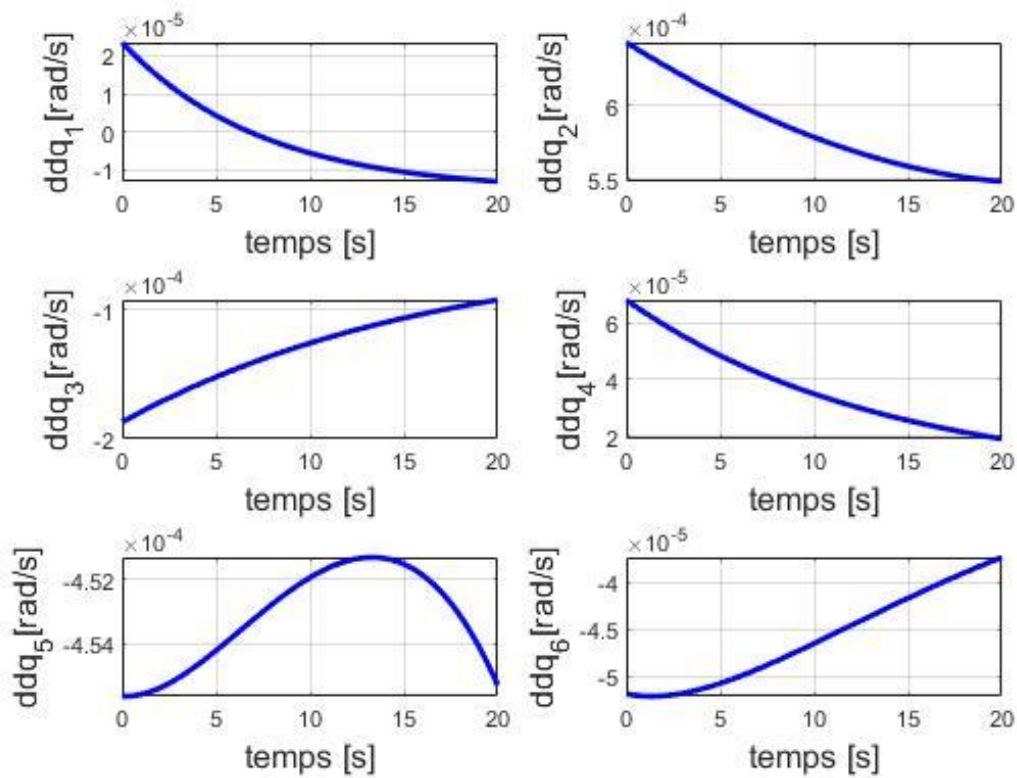 ×10-5
ddq1[rad/s]
2
1
0
-1
0 5 10 15 20
temps [s]
×10-4
ddq2[rad/s]
6
5.5
0 5 10 15 20
temps [s]
×10-4
ddq3[rad/s]
-1
-2
0 5 10 15 20
temps [s]
×10-5
ddq4[rad/s]
6
4
2
0 5 10 15 20
temps [s]
×10-4
ddq5[rad/s]
-4.52
-4.54
0 5 10 15 20
temps [s]
×10-5
ddq6[rad/s]
-4
-4.5
-5
0 5 10 15 20
temps [s]